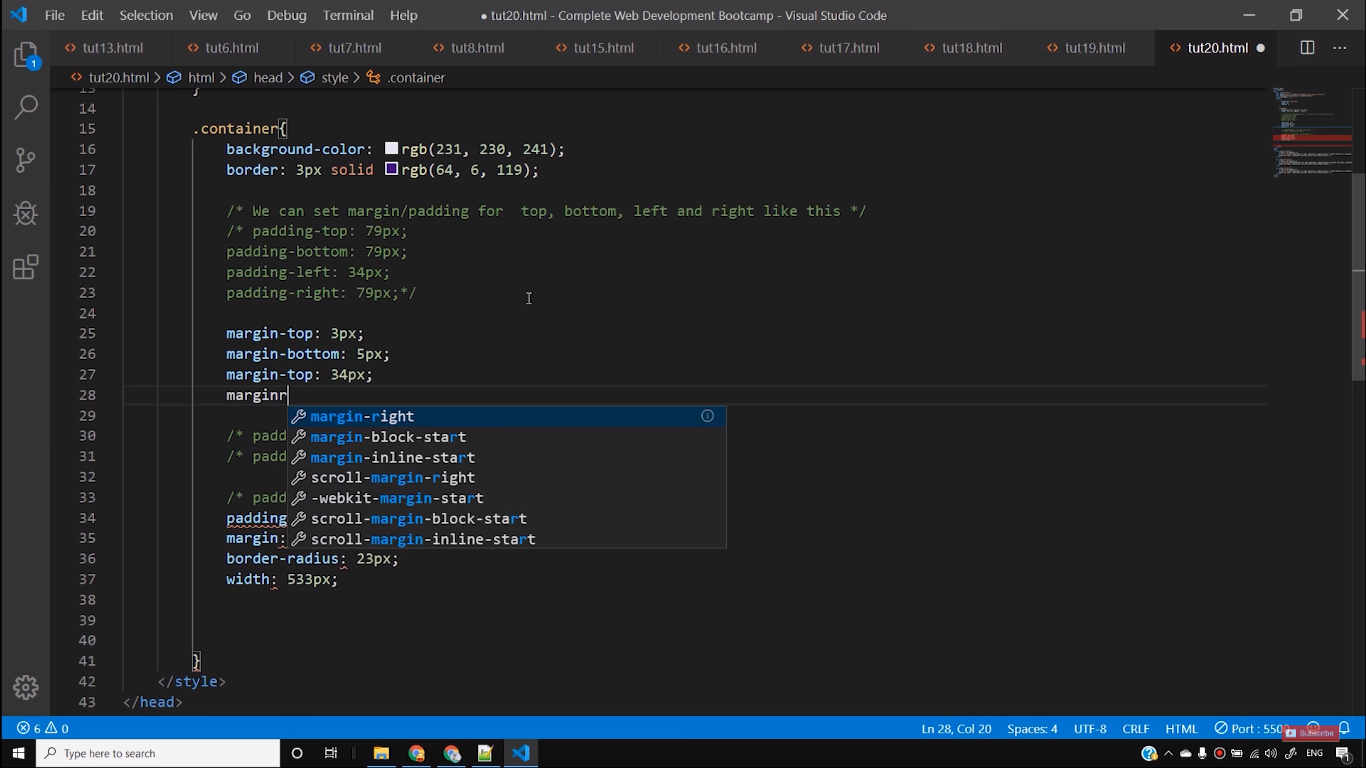 File Edit Selection View Go Debug Terminal Help
● tut20.html - Complete Web Development Bootcamp - Visual Studio Code
tut13.html tut6.html tut7.html tut8.html tut15.html tut16.html tut17.html tut18.html tut19.html tut20.html
tut20.html > html > head > style > .container
13 }
14
15 .container{
16 background-color: rgb(231, 230, 241);
17 border: 3px solid rgb(64, 6, 119);
18
19 /* We can set margin/padding for  top, bottom, left and right like this */
20 /* padding-top: 79px;
21 padding-bottom: 79px;
22 padding-left: 34px;
23 padding-right: 79px;*/
24
25 margin-top: 3px;
26 margin-bottom: 5px;
27 margin-top: 34px;
28 marginr
29 margin-right
30 /* padd margin-block-start
31 /* padd margin-inline-start
32 scroll-margin-right
33 /* padd -webkit-margin-start
34 padding scroll-margin-block-start
35 margin: scroll-margin-inline-start
36 border-radius: 23px;
37 width: 533px;
38
39
40
41 }
42 </style>
43 </head>
1
6 0 Ln 28, Col 20 Spaces: 4 UTF-8 CRLF HTML Port : 5500 Subscribe
Type here to search ENG 1